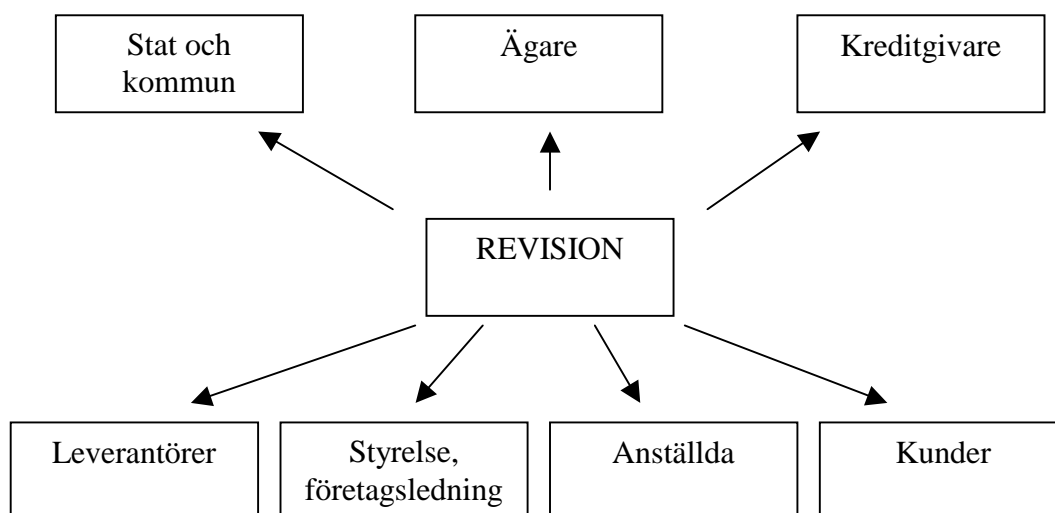 Stat och
kommun
Ägare
Kreditgivare
REVISION
Leverantörer
Styrelse,
företagsledning
Anställda
Kunder